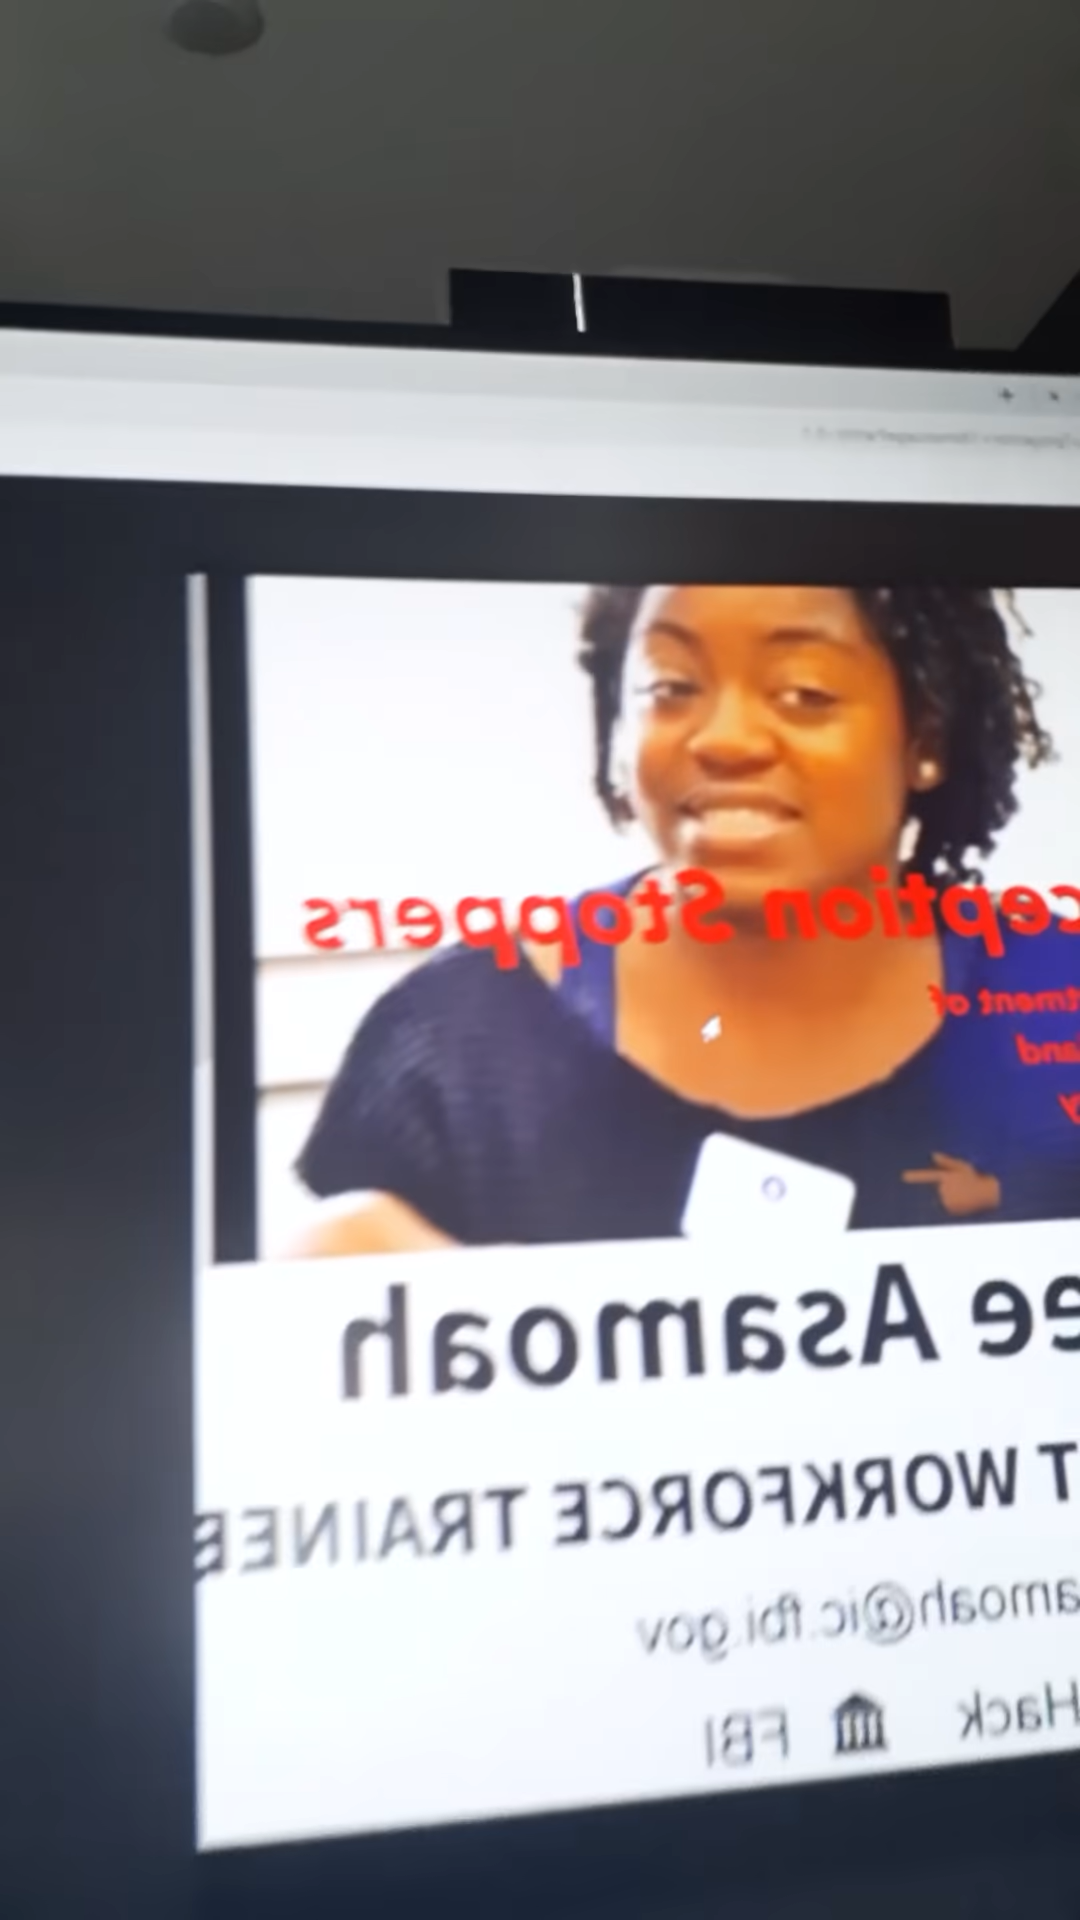 ception Stoppers
tment of
land
y
ee Asamoah
T WORKFORCE TRAINEE
amoah@ic.fbi.gov
Hack FBI